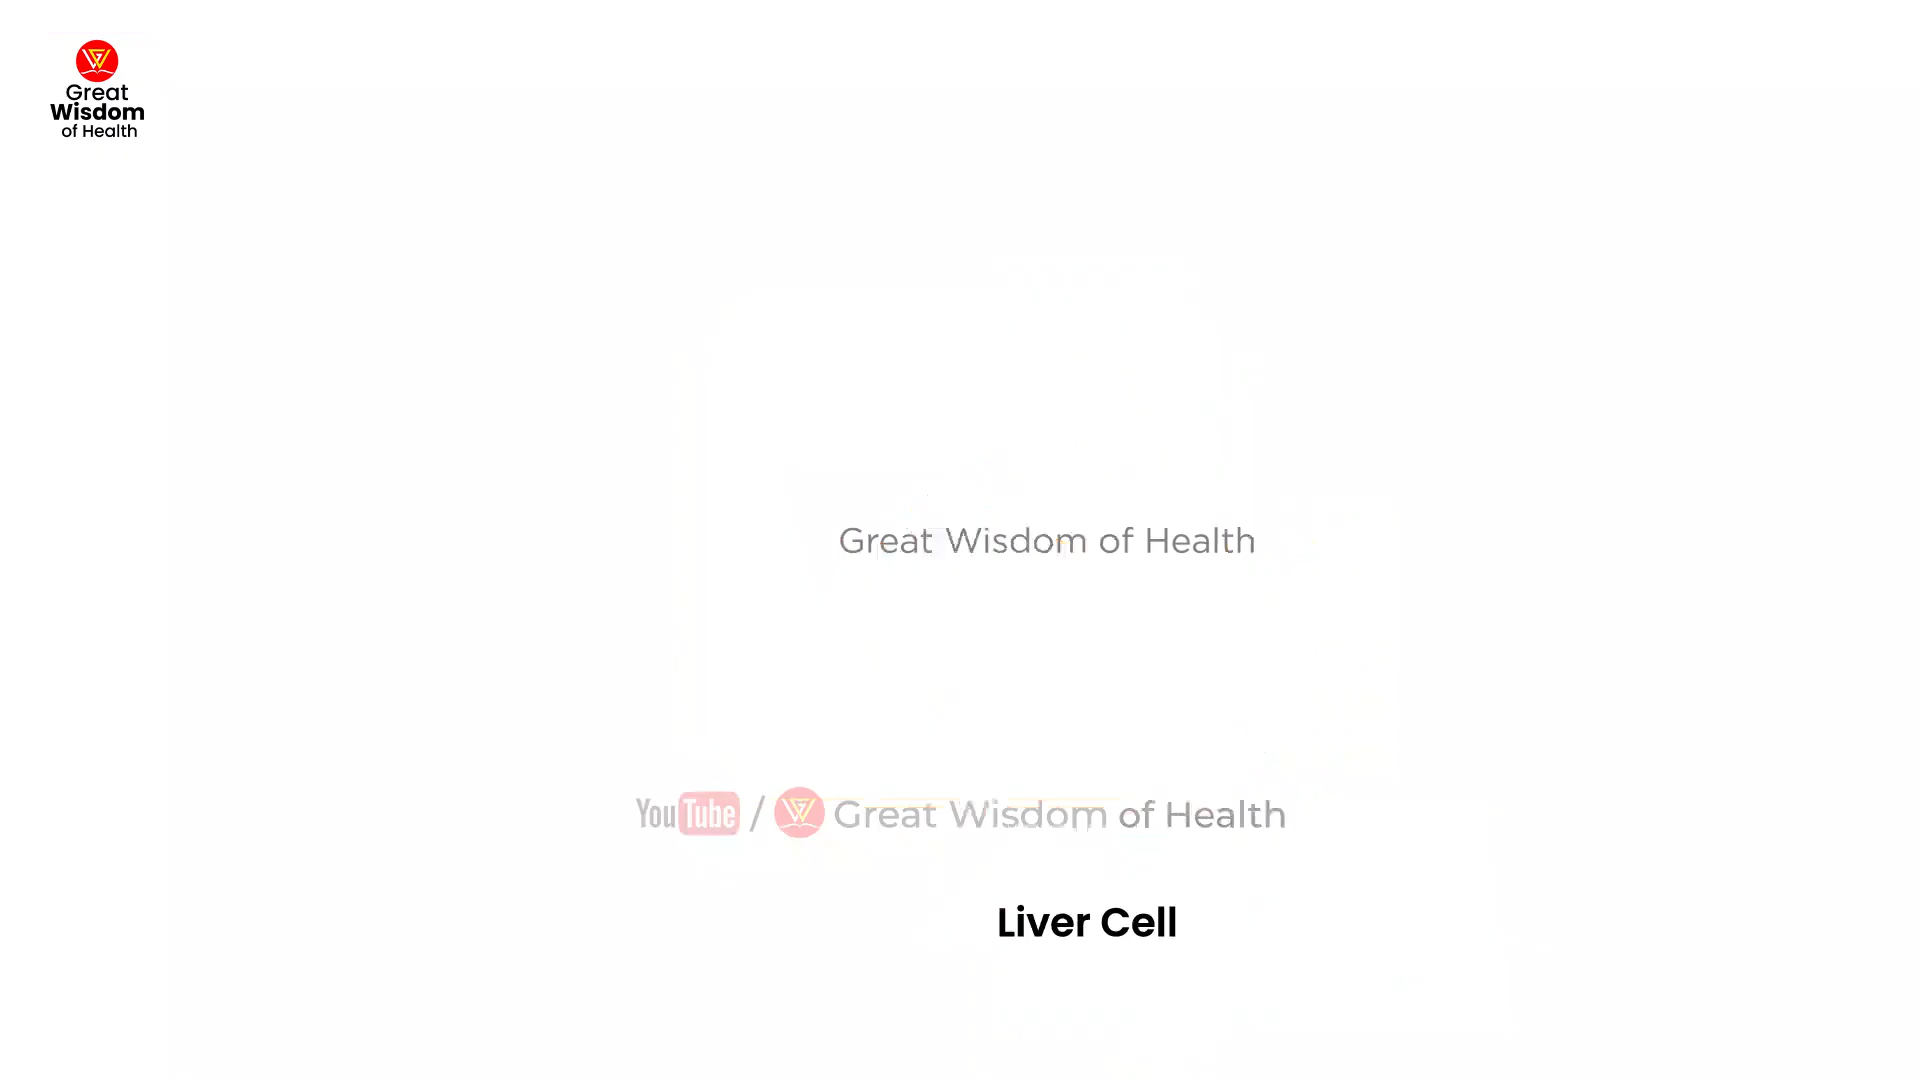 Great
Wisdom
of Health
Great Wisdom of Health
YouTube / Great Wisdom of Health
Liver Cell